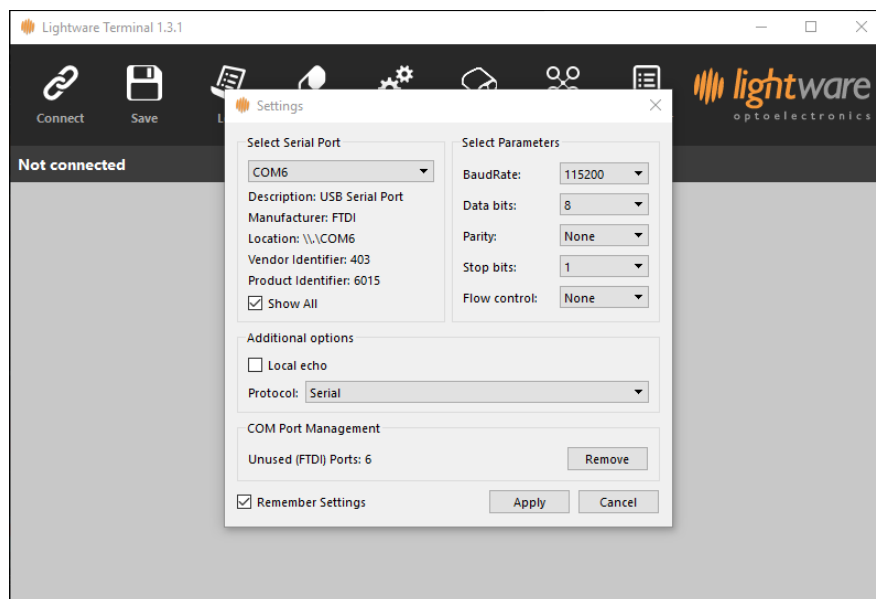 Lightware Terminal 1.3.1
Connect
Save
lightware
optoelectronics
Not connected
Settings
Select Serial Port
COM6
Description: USB Serial Port
Manufacturer: FTDI
Location: \\.\COM6
Vendor Identifier: 403
Product Identifier: 6015
Show All
Select Parameters
BaudRate: 115200
Data bits: 8
Parity: None
Stop bits: 1
Flow control: None
Additional options
Local echo
Protocol: Serial
COM Port Management
Unused (FTDI) Ports: 6
Remove
Remember Settings
Apply
Cancel